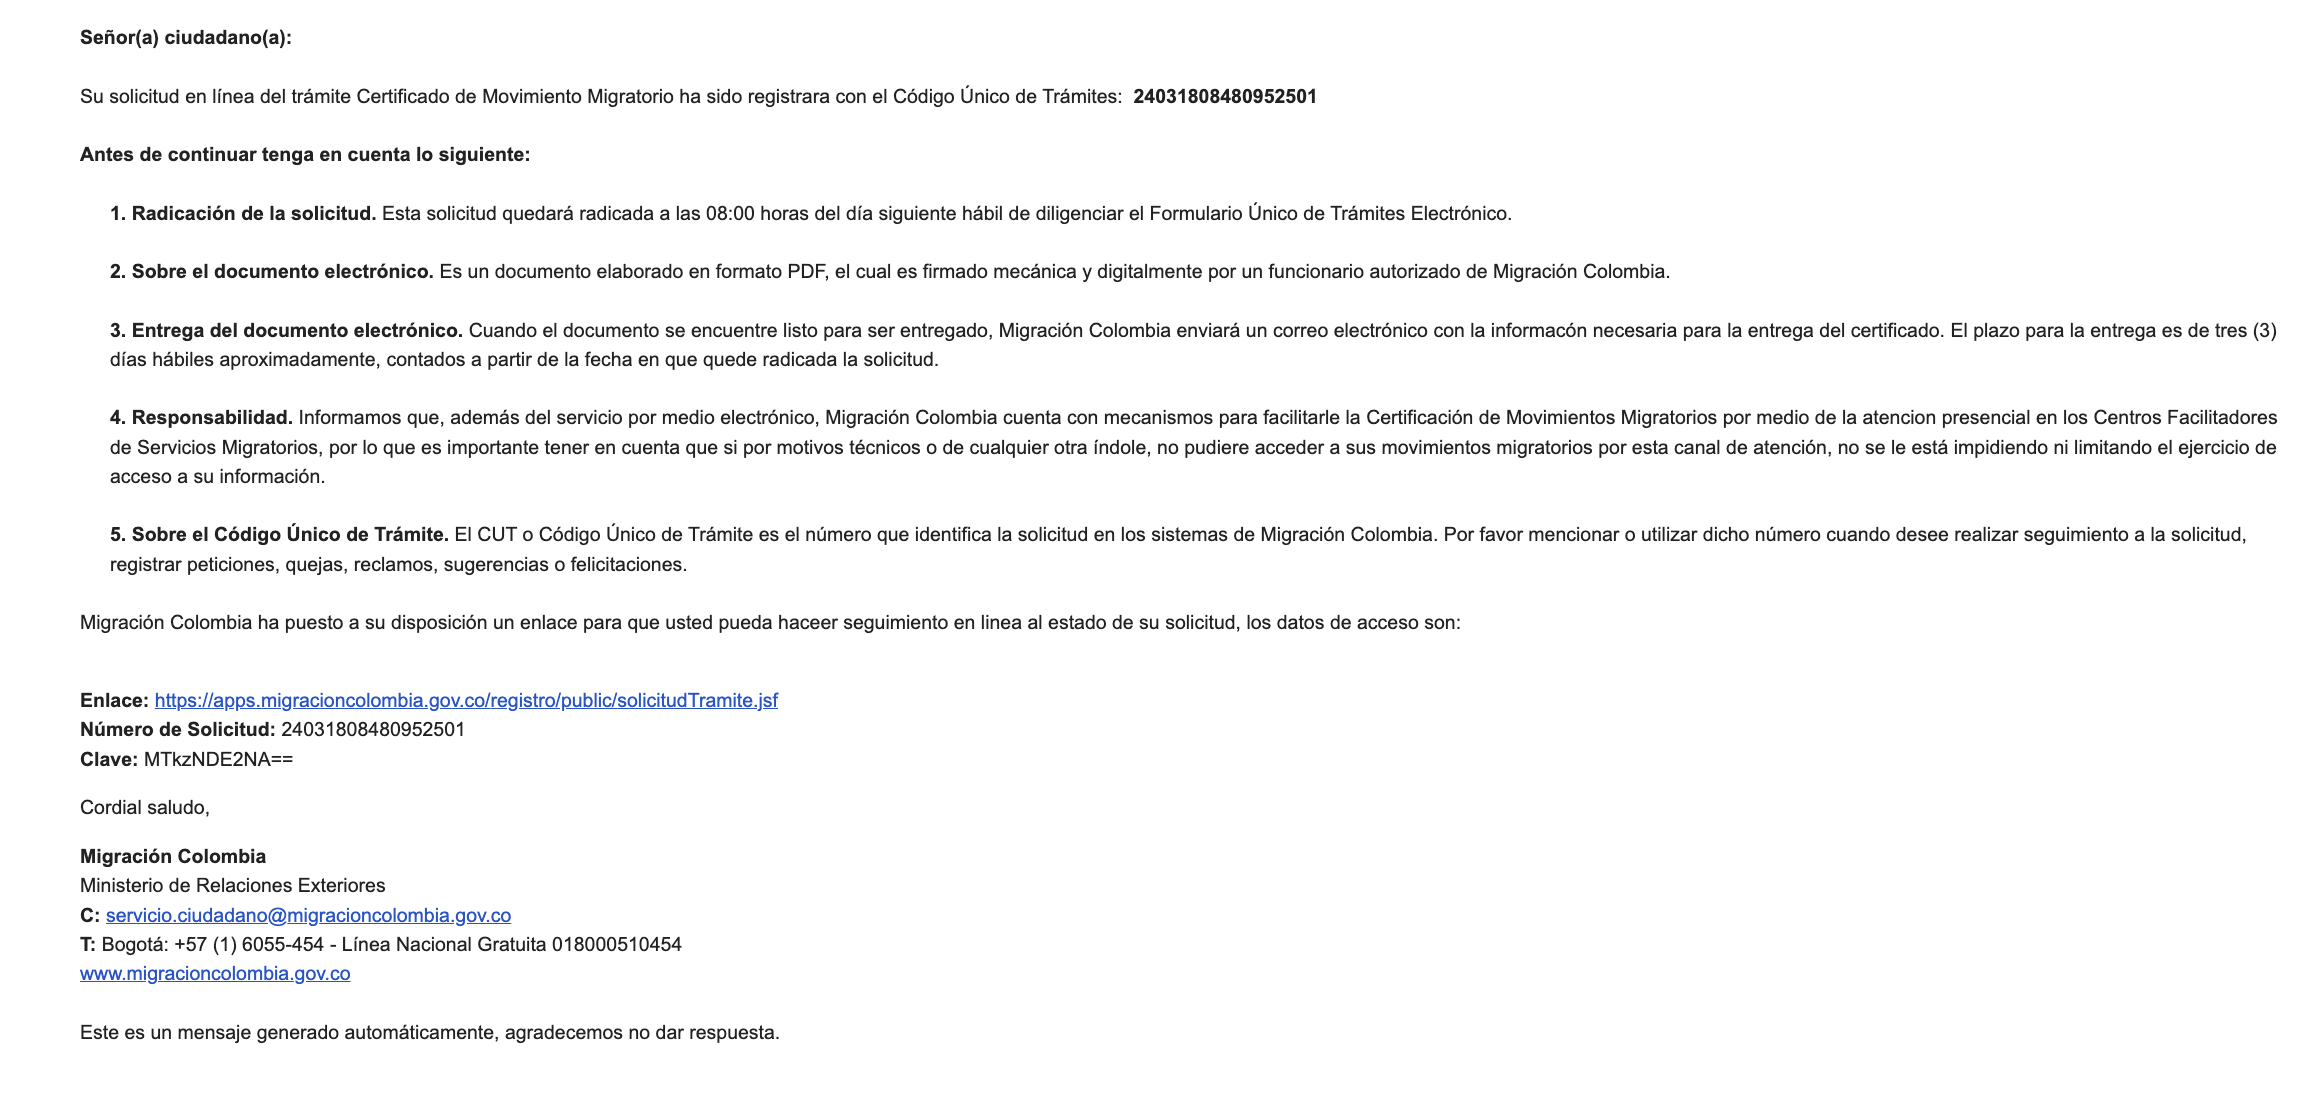 Señor(a) ciudadano(a):
Su solicitud en línea del trámite Certificado de Movimiento Migratorio ha sido registrara con el Código Único de Trámites:  24031808480952501
Antes de continuar tenga en cuenta lo siguiente:
1. Radicación de la solicitud. Esta solicitud quedará radicada a las 08:00 horas del día siguiente hábil de diligenciar el Formulario Único de Trámites Electrónico.
2. Sobre el documento electrónico. Es un documento elaborado en formato PDF, el cual es firmado mecánica y digitalmente por un funcionario autorizado de Migración Colombia.
3. Entrega del documento electrónico. Cuando el documento se encuentre listo para ser entregado, Migración Colombia enviará un correo electrónico con la informacón necesaria para la entrega del certificado. El plazo para la entrega es de tres (3)
días hábiles aproximadamente, contados a partir de la fecha en que quede radicada la solicitud.
4. Responsabilidad. Informamos que, además del servicio por medio electrónico, Migración Colombia cuenta con mecanismos para facilitarle la Certificación de Movimientos Migratorios por medio de la atencion presencial en los Centros Facilitadores
de Servicios Migratorios, por lo que es importante tener en cuenta que si por motivos técnicos o de cualquier otra índole, no pudiere acceder a sus movimientos migratorios por esta canal de atención, no se le está impidiendo ni limitando el ejercicio de
acceso a su información.
5. Sobre el Código Único de Trámite. El CUT o Código Único de Trámite es el número que identifica la solicitud en los sistemas de Migración Colombia. Por favor mencionar o utilizar dicho número cuando desee realizar seguimiento a la solicitud,
registrar peticiones, quejas, reclamos, sugerencias o felicitaciones.
Migración Colombia ha puesto a su disposición un enlace para que usted pueda haceer seguimiento en linea al estado de su solicitud, los datos de acceso son:
Enlace: https://apps.migracioncolombia.gov.co/registro/public/solicitudTramite.jsf
Número de Solicitud: 24031808480952501
Clave: MTkzNDE2NA==
Cordial saludo,
Migración Colombia
Ministerio de Relaciones Exteriores
C: servicio.ciudadano@migracioncolombia.gov.co
T: Bogotá: +57 (1) 6055-454 - Línea Nacional Gratuita 018000510454
www.migracioncolombia.gov.co
Este es un mensaje generado automáticamente, agradecemos no dar respuesta.